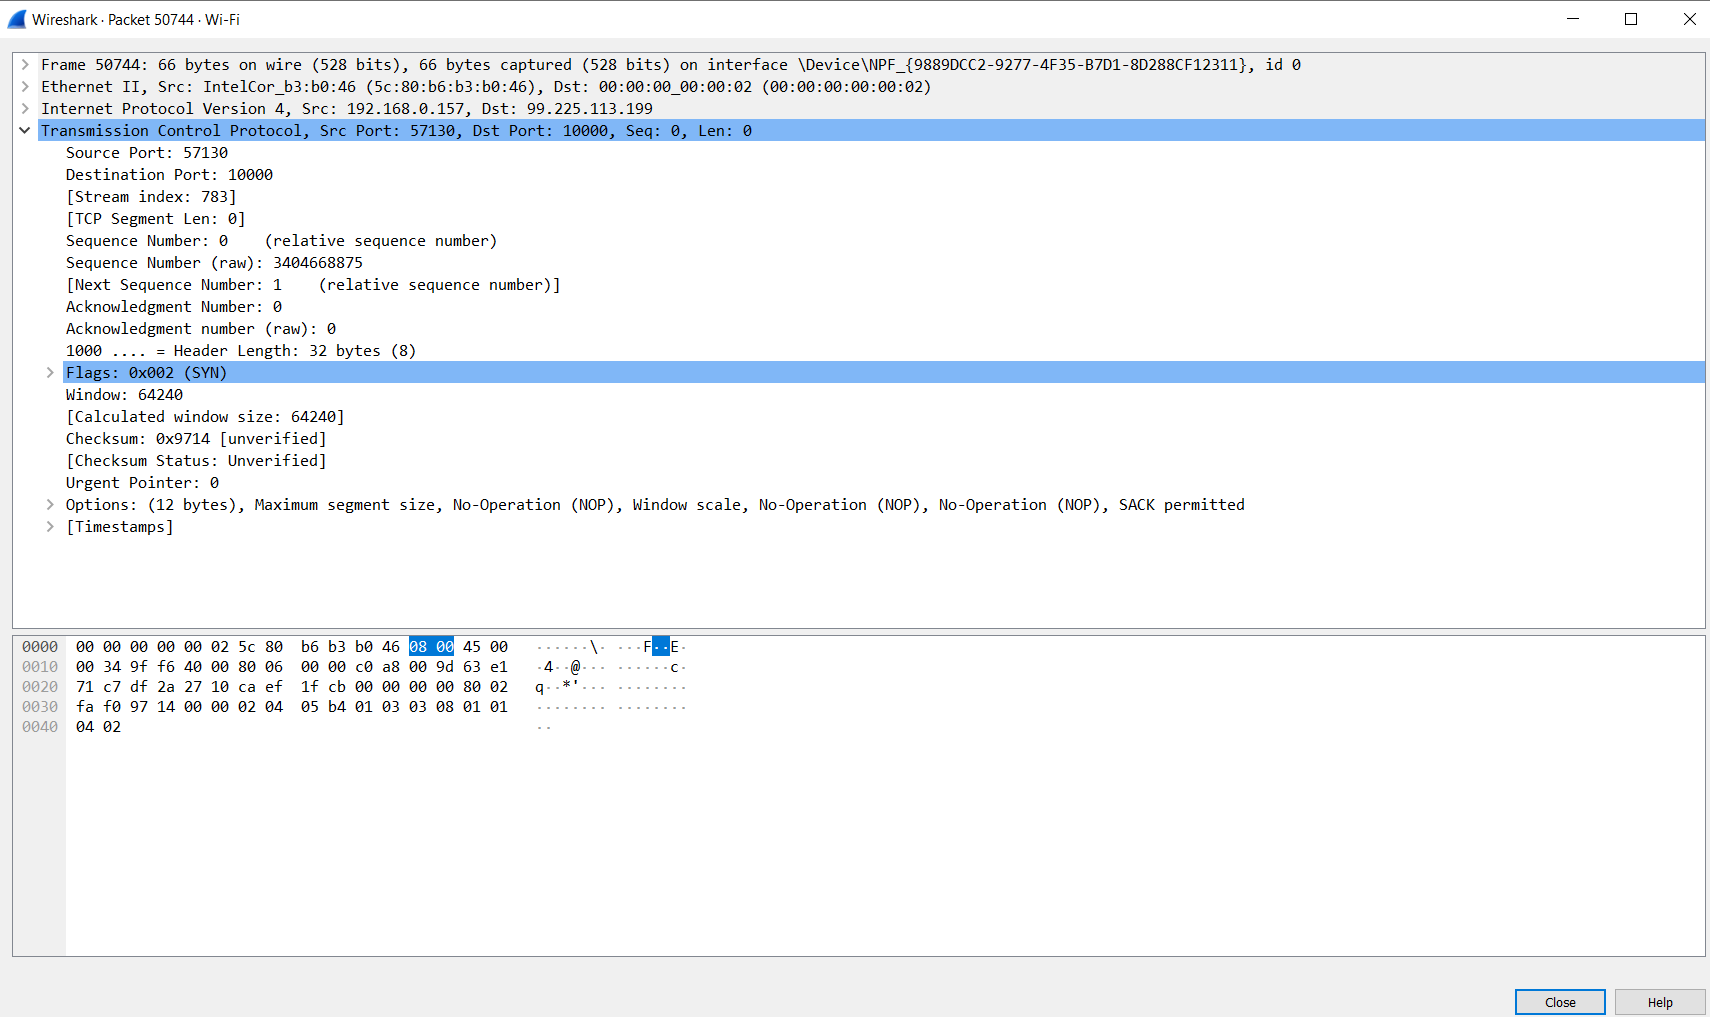 Wireshark · Packet 50744 · Wi-Fi
Frame 50744: 66 bytes on wire (528 bits), 66 bytes captured (528 bits) on interface \Device\NPF_{9889DCC2-9277-4F35-B7D1-8D288CF12311}, id 0
Ethernet II, Src: IntelCor_b3:b0:46 (5c:80:b6:b3:b0:46), Dst: 00:00:00_00:00:02 (00:00:00:00:00:02)
Internet Protocol Version 4, Src: 192.168.0.157, Dst: 99.225.113.199
Transmission Control Protocol, Src Port: 57130, Dst Port: 10000, Seq: 0, Len: 0
Source Port: 57130
Destination Port: 10000
[Stream index: 783]
[TCP Segment Len: 0]
Sequence Number: 0    (relative sequence number)
Sequence Number (raw): 3404668875
[Next Sequence Number: 1    (relative sequence number)]
Acknowledgment Number: 0
Acknowledgment number (raw): 0
1000 .... = Header Length: 32 bytes (8)
Flags: 0x002 (SYN)
Window: 64240
[Calculated window size: 64240]
Checksum: 0x9714 [unverified]
[Checksum Status: Unverified]
Urgent Pointer: 0
Options: (12 bytes), Maximum segment size, No-Operation (NOP), Window scale, No-Operation (NOP), No-Operation (NOP), SACK permitted
[Timestamps]
0000 00 00 00 00 00 02 5c 80 b6 b3 b0 46 08 00 45 00 ······\· ···F··E·
0010 00 34 9f f6 40 00 80 06 00 00 c0 a8 00 9d 63 e1 ·4··@··· ······c·
0020 71 c7 df 2a 27 10 ca ef 1f cb 00 00 00 00 80 02 q··*'··· ········
0030 fa f0 97 14 00 00 02 04 05 b4 01 03 03 08 01 01 ········ ········
0040 04 02 ··
Close Help